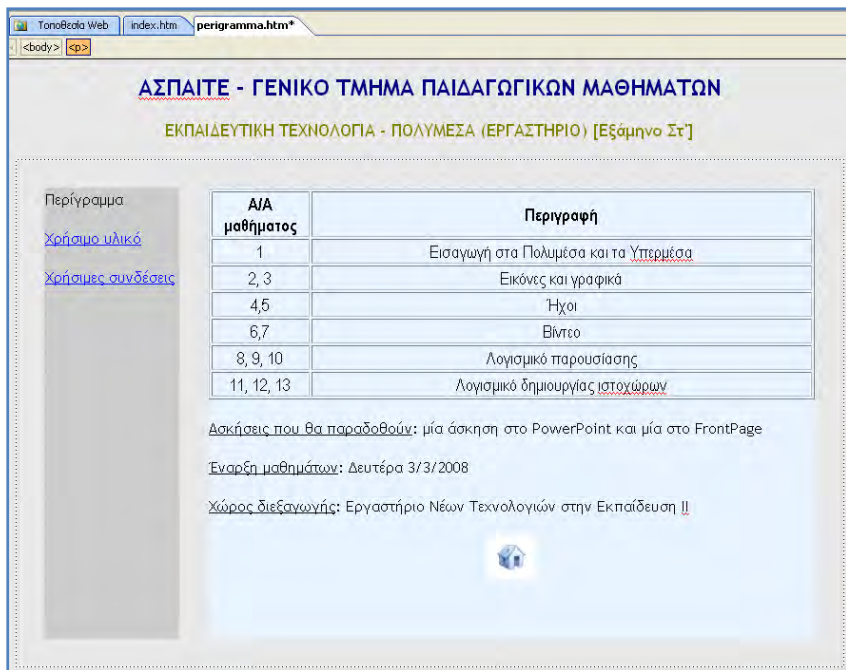 Τοποθεσία Web index.htm perigramma.htm*
<body> <p>
ΑΣΠΑΙΤΕ - ΓΕΝΙΚΟ ΤΜΗΜΑ ΠΑΙΔΑΓΩΓΙΚΩΝ ΜΑΘΗΜΑΤΩΝ
ΕΚΠΑΙΔΕΥΤΙΚΗ ΤΕΧΝΟΛΟΓΙΑ - ΠΟΛΥΜΕΣΑ (ΕΡΓΑΣΤΗΡΙΟ) [Εξάμηνο Στ']
Περίγραμμα
Χρήσιμο υλικό
Χρήσιμες συνδέσεις
Α/Α μαθήματος Περιγραφή
1 Εισαγωγή στα Πολυμέσα και τα Υπερμέσα
2, 3 Εικόνες και γραφικά
4,5 Ήχοι
6,7 Βίντεο
8, 9, 10 Λογισμικό παρουσίασης
11, 12, 13 Λογισμικό δημιουργίας ιστοχώρων
Ασκήσεις που θα παραδοθούν: μία άσκηση στο PowerPoint και μία στο FrontPage
Έναρξη μαθημάτων: Δευτέρα 3/3/2008
Χώρος διεξαγωγής: Εργαστήριο Νέων Τεχνολογιών στην Εκπαίδευση ΙΙ